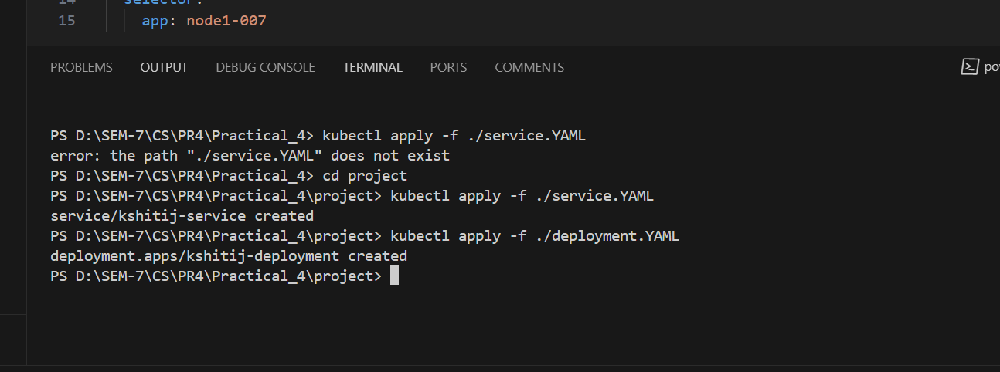 14 selector:
15 app: node1-007
PROBLEMS OUTPUT DEBUG CONSOLE TERMINAL PORTS COMMENTS
PS D:\SEM-7\CS\PR4\Practical_4> kubectl apply -f ./service.YAML
error: the path "./service.YAML" does not exist
PS D:\SEM-7\CS\PR4\Practical_4> cd project
PS D:\SEM-7\CS\PR4\Practical_4\project> kubectl apply -f ./service.YAML
service/kshitij-service created
PS D:\SEM-7\CS\PR4\Practical_4\project> kubectl apply -f ./deployment.YAML
deployment.apps/kshitij-deployment created
PS D:\SEM-7\CS\PR4\Practical_4\project>